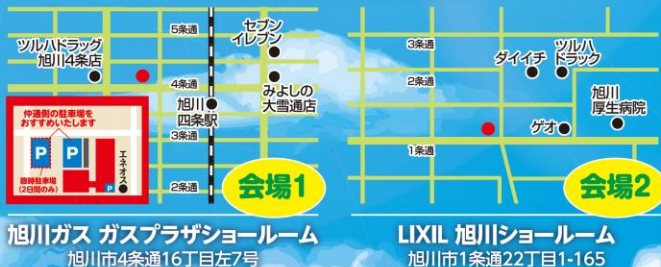 5条通
セブン
イレブン
ツルハドラッグ
旭川4条店
4条通
旭川
四条駅
みよしの
大雪通店
仲通側の駐車場を
おすすめいたします
P
P
エネオス
P
臨時駐車場
(2日間のみ)
3条通
2条通
会場1
旭川ガス ガスプラザショールーム
旭川市4条通16丁目左7号
3条通
ツルハ
ドラック
ダイイチ
2条通
旭川
厚生病院
ゲオ
1条通
会場2
LIXIL 旭川ショールーム
旭川市1条通22丁目1-165